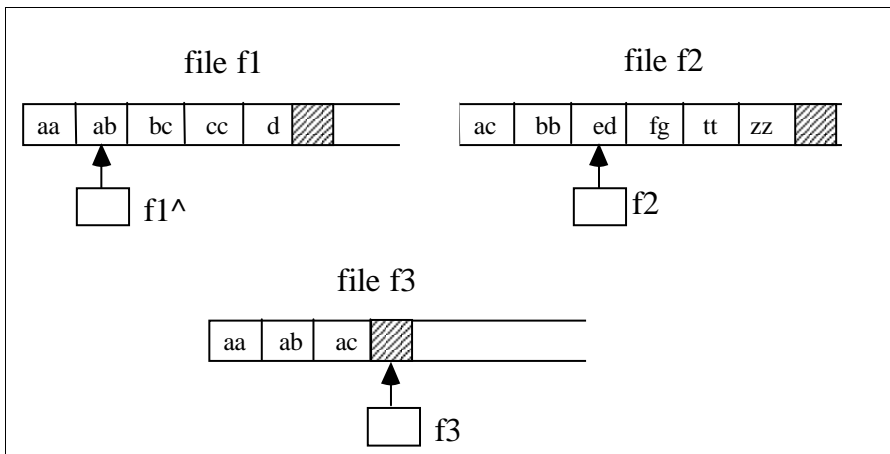 file f1
file f2
aa ab bc cc d
ac bb ed fg tt zz
f1^
f2
file f3
aa ab ac
f3